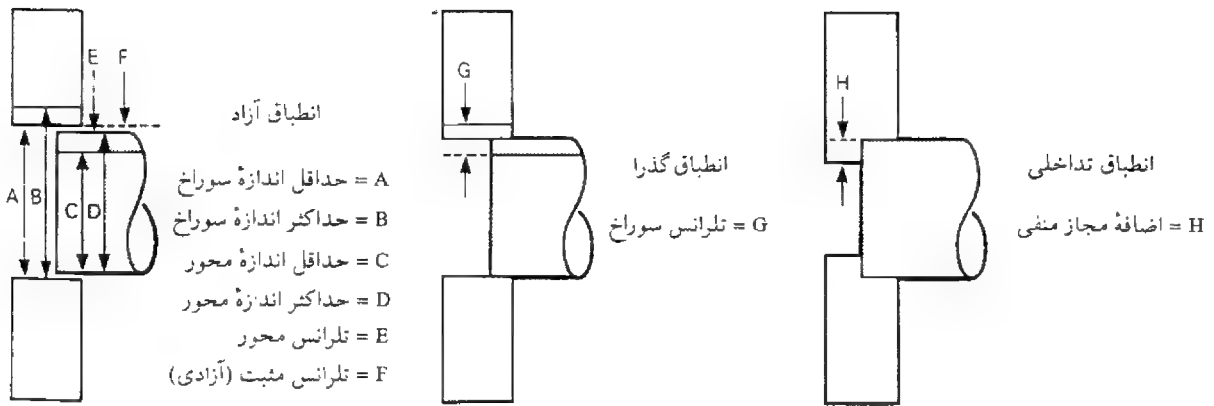 E
F
A
B
C
D
انطباق آزاد
A = حداقل اندازهٔ سوراخ
B = حداکثر اندازهٔ سوراخ
C = حداقل اندازهٔ محور
D = حداکثر اندازهٔ محور
E = تلرانس محور
F = تلرانس مثبت (آزادی)
G
انطباق گذرا
G = تلرانس سوراخ
H
انطباق تداخلی
H = اضافهٔ مجاز منفی